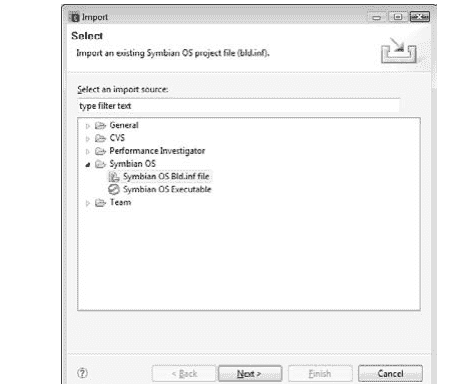 Import
Select
Import an existing Symbian OS project file (bld.inf).
Select an import source:
type filter text
General
CVS
Performance Investigator
Symbian OS
Symbian OS Bld.inf file
Symbian OS Executable
Team
? < Back Next > Finish Cancel